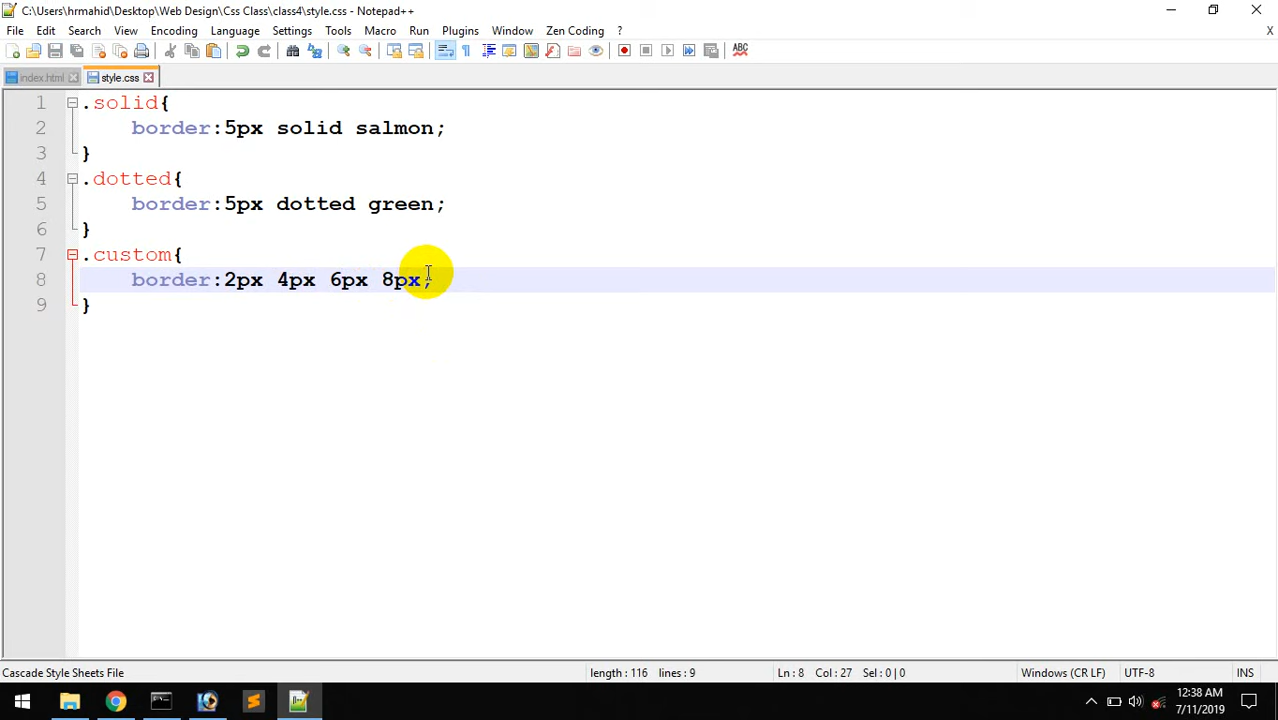 C:\Users\hrmahid\Desktop\Web Design\Css Class\class4\style.css - Notepad++
File Edit Search View Encoding Language Settings Tools Macro Run Plugins Window Zen Coding ? X
ABC
index.html style.css
1 .solid{
2 border:5px solid salmon;
3 }
4 .dotted{
5 border:5px dotted green;
6 }
7 .custom{
8 border:2px 4px 6px 8px;
9 }
Cascade Style Sheets File length : 116 lines : 9 Ln : 8 Col : 27 Sel : 0 | 0 Windows (CR LF) UTF-8 INS
12:38 AM
7/11/2019